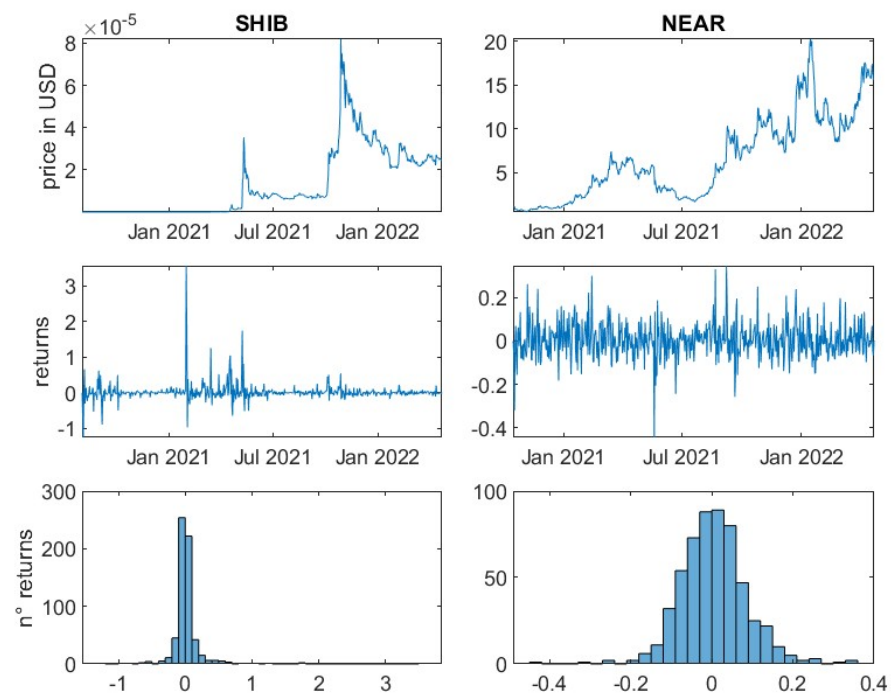 SHIB
NEAR
×10⁻⁵
price in USD
8
6
4
2
Jan 2021 Jul 2021 Jan 2022
20
15
10
5
Jan 2021 Jul 2021 Jan 2022
returns
3
2
1
0
-1
Jan 2021 Jul 2021 Jan 2022
0.2
0
-0.2
-0.4
Jan 2021 Jul 2021 Jan 2022
n° returns
300
200
100
0
-1 0 1 2 3
100
50
0
-0.4 -0.2 0 0.2 0.4